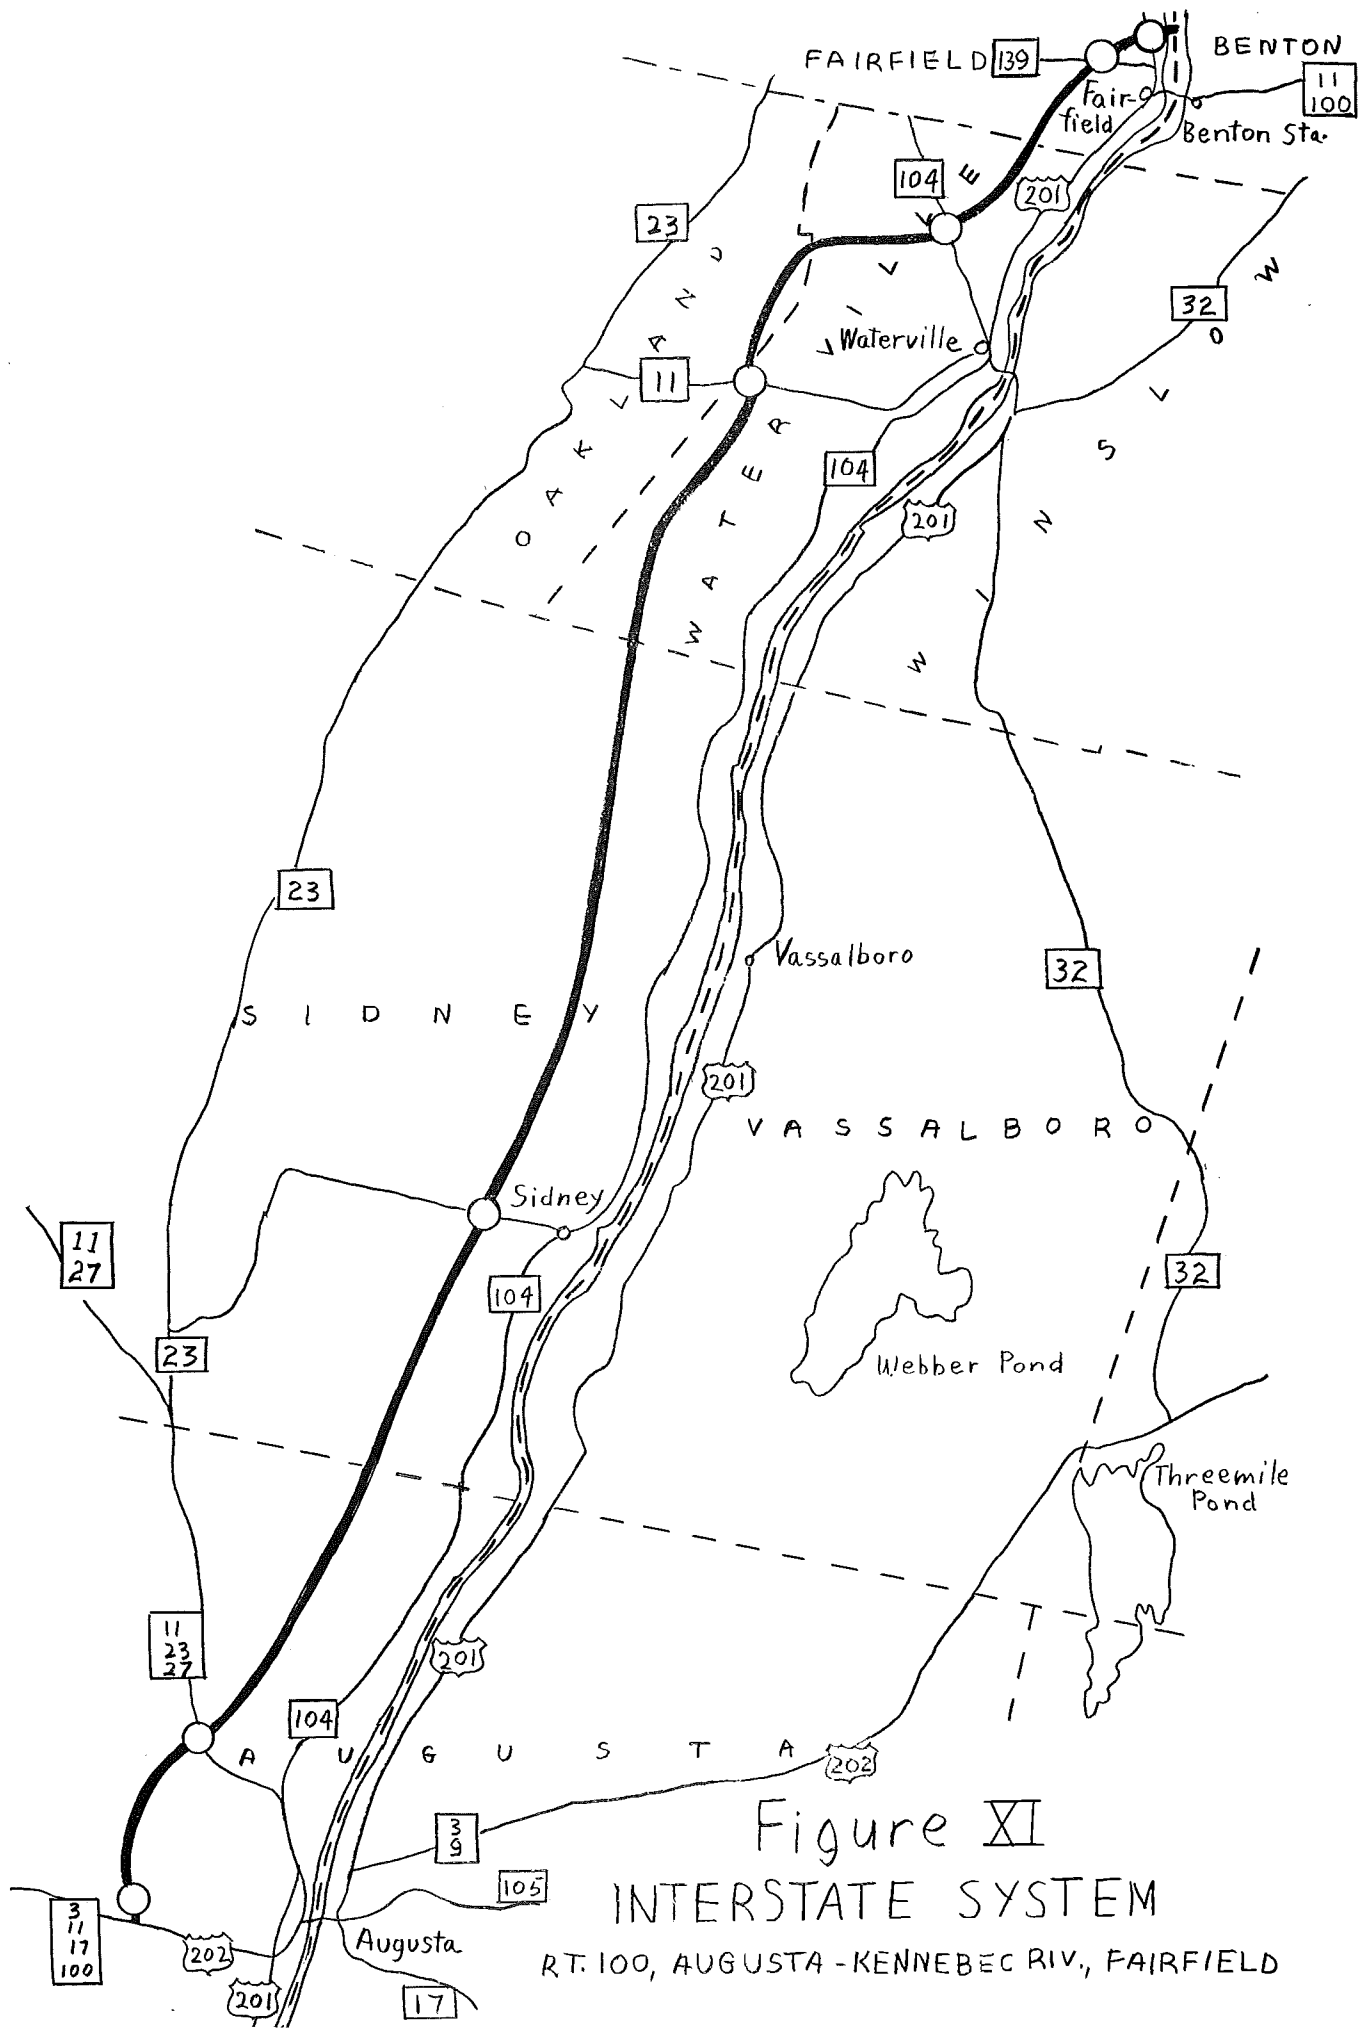 FAIRFIELD
139
BENTON
11
100
Fair-
field
Benton Sta.
104
201
23
32
OAKLAND
WATERVILLE
WINSLOW
Waterville
11
104
201
23
Vassalboro
32
SIDNEY
201
VASSALBORO
Sidney
11
27
104
32
23
Webber Pond
Threemile
Pond
11
23
27
201
104
AUGUSTA
202
3
9
105
3
11
17
100
202
Augusta
201
17
Figure XI
INTERSTATE SYSTEM
RT. 100, AUGUSTA-KENNEBEC RIV., FAIRFIELD